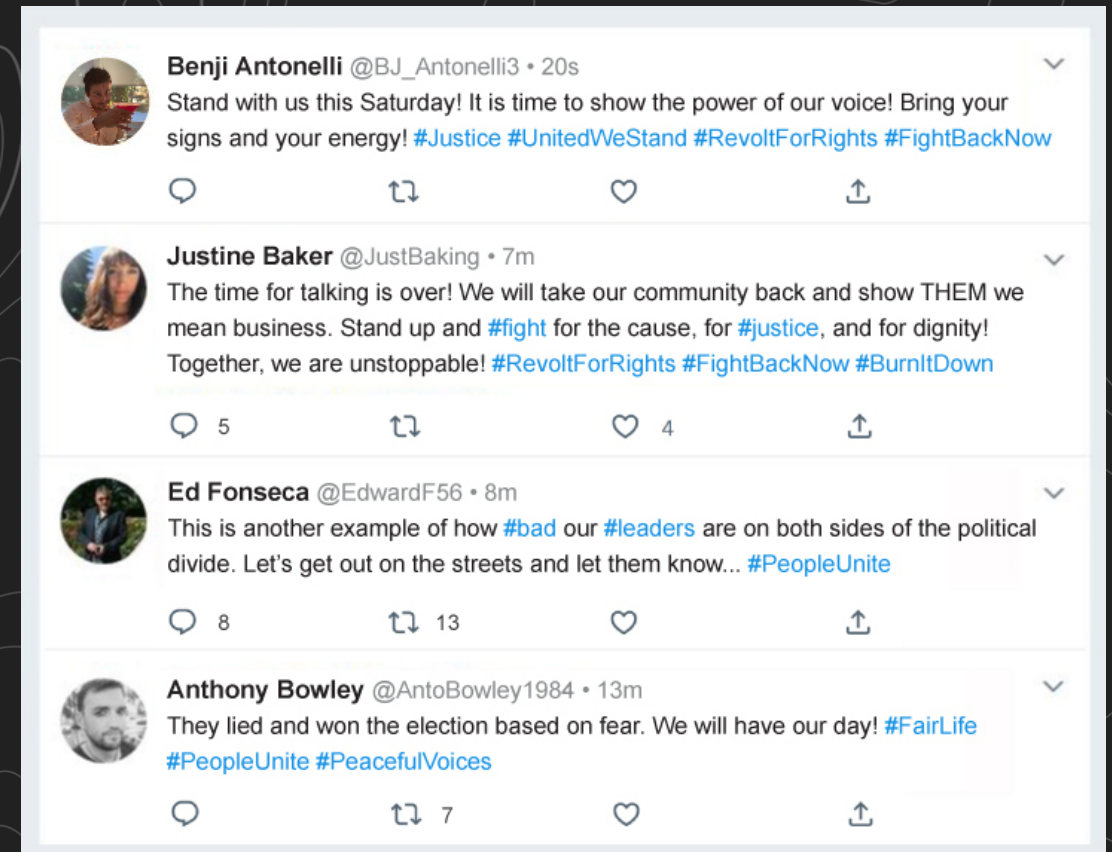 Benji Antonelli @BJ_Antonelli3 • 20s
Stand with us this Saturday! It is time to show the power of our voice! Bring your
signs and your energy! #Justice #UnitedWeStand #RevoltForRights #FightBackNow
Justine Baker @JustBaking • 7m
The time for talking is over! We will take our community back and show THEM we
mean business. Stand up and #fight for the cause, for #justice, and for dignity!
Together, we are unstoppable! #RevoltForRights #FightBackNow #BurnItDown
5 4
Ed Fonseca @EdwardF56 • 8m
This is another example of how #bad our #leaders are on both sides of the political
divide. Let’s get out on the streets and let them know... #PeopleUnite
8 13
Anthony Bowley @AntoBowley1984 • 13m
They lied and won the election based on fear. We will have our day! #FairLife
#PeopleUnite #PeacefulVoices
7